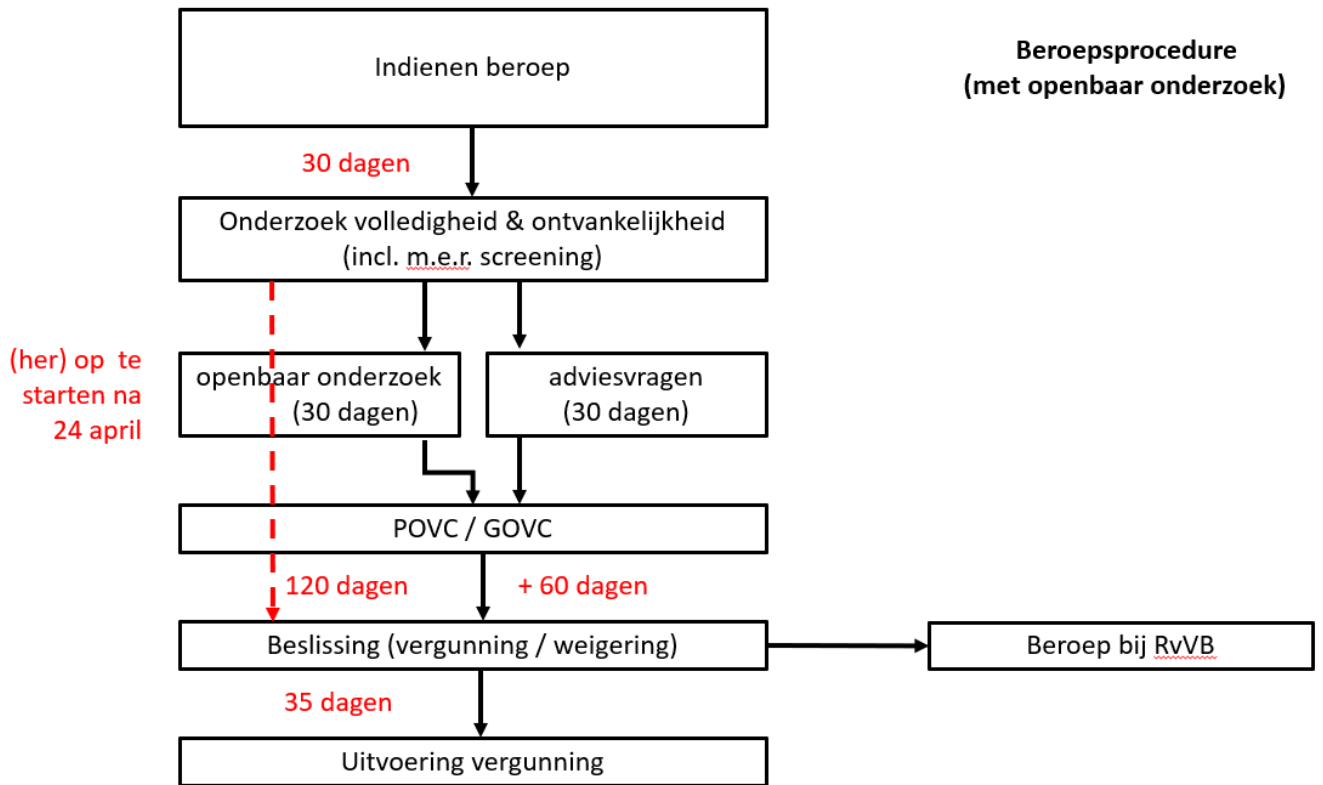 Indienen beroep
Beroepsprocedure
(met openbaar onderzoek)
30 dagen
Onderzoek volledigheid & ontvankelijkheid
(incl. m.e.r. screening)
(her) op te
starten na
24 april
openbaar onderzoek
(30 dagen)
adviesvragen
(30 dagen)
POVC / GOVC
120 dagen
+ 60 dagen
Beslissing (vergunning / weigering)
Beroep bij RvVB
35 dagen
Uitvoering vergunning